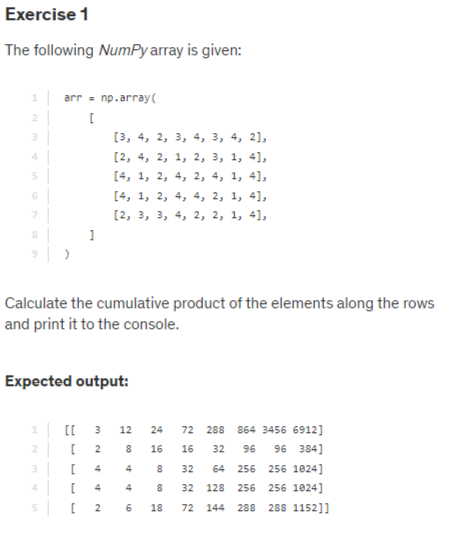 Exercise 1
The following NumPy array is given:
1 arr = np.array(
2 [
3 [3, 4, 2, 3, 4, 3, 4, 2],
4 [2, 4, 2, 1, 2, 3, 1, 4],
5 [4, 1, 2, 4, 2, 4, 1, 4],
6 [4, 1, 2, 4, 4, 2, 1, 4],
7 [2, 3, 3, 4, 2, 2, 1, 4],
8 ]
9 )
Calculate the cumulative product of the elements along the rows
and print it to the console.
Expected output:
1 [[ 3 12 24 72 288 864 3456 6912]
2 [ 2 8 16 16 32 96 96 384]
3 [ 4 4 8 32 64 256 256 1024]
4 [ 4 4 8 32 128 256 256 1024]
5 [ 2 6 18 72 144 288 288 1152]]